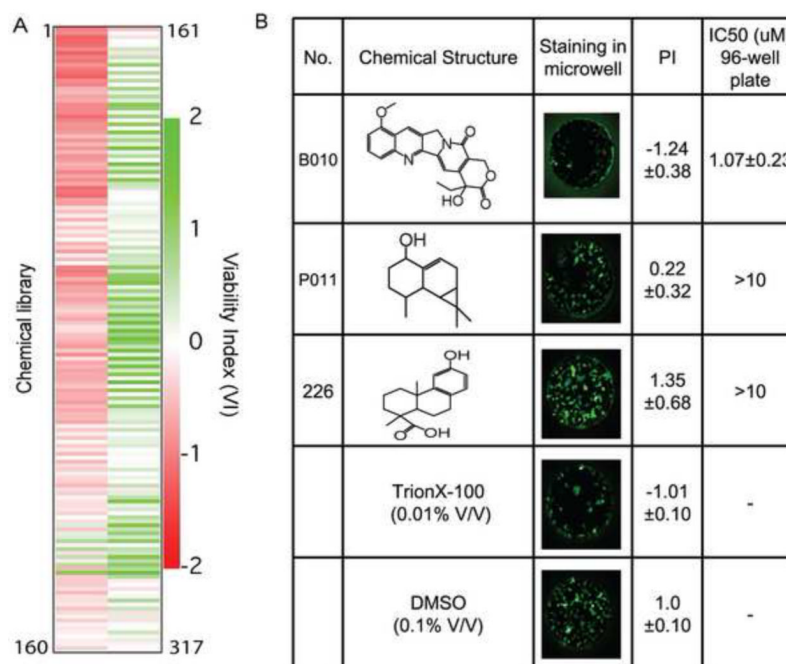 A
1
161
2
1
0
-1
-2
Viability Index (VI)
Chemical library
160
317
B
No.
Chemical Structure
Staining in
microwell
PI
IC50 (uM
96-well
plate
B010
O
N
O
N
O
HO
O
-1.24
±0.38
1.07±0.23
P011
OH
0.22
±0.32
>10
226
OH
O
OH
1.35
±0.68
>10
TrionX-100
(0.01% V/V)
-1.01
±0.10
-
DMSO
(0.1% V/V)
1.0
±0.10
-